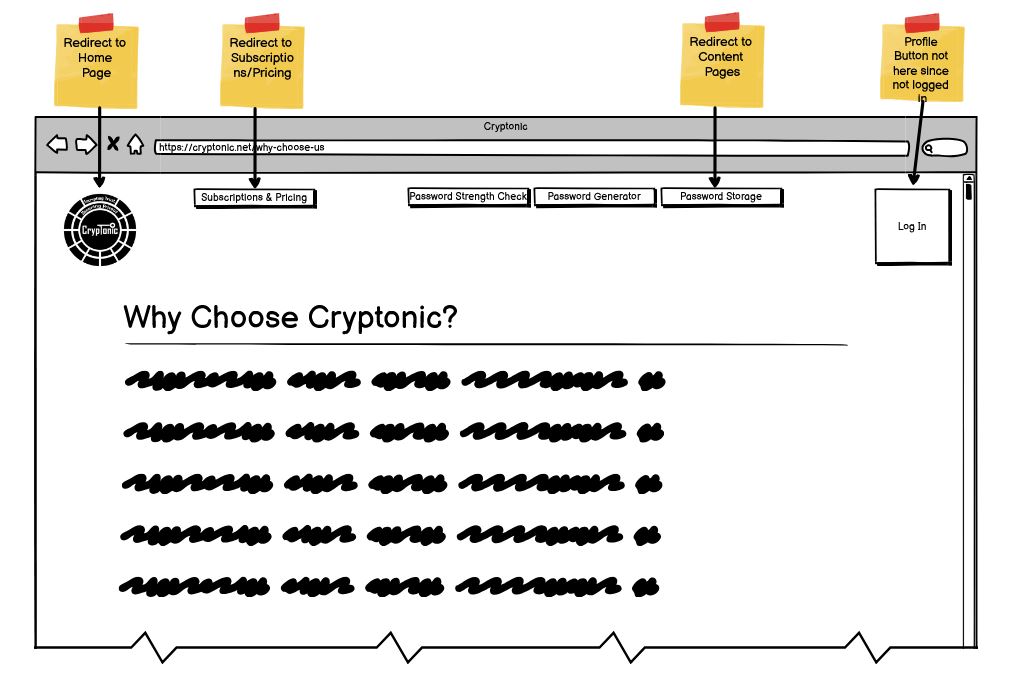 Redirect to
Home
Page
Redirect to
Subscriptio
ns/Pricing
Redirect to
Content
Pages
Profile
Button not
here since
not logged
in
Cryptonic
https://cryptonic.net/why-choose-us
CrypTonic
Subscriptions & Pricing
Password Strength Check
Password Generator
Password Storage
Log In
Why Choose Cryptonic?